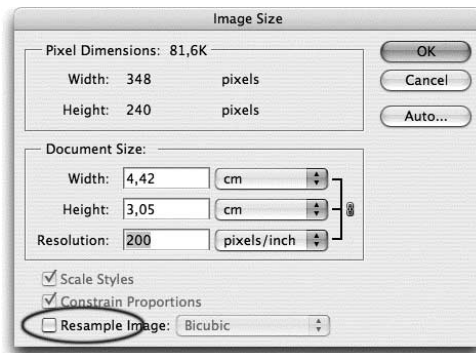 Image Size
Pixel Dimensions: 81,6K
Width: 348 pixels
Height: 240 pixels
Document Size:
Width: 4,42 cm
Height: 3,05 cm
Resolution: 200 pixels/inch
Scale Styles
Constrain Proportions
Resample Image: Bicubic
OK
Cancel
Auto...